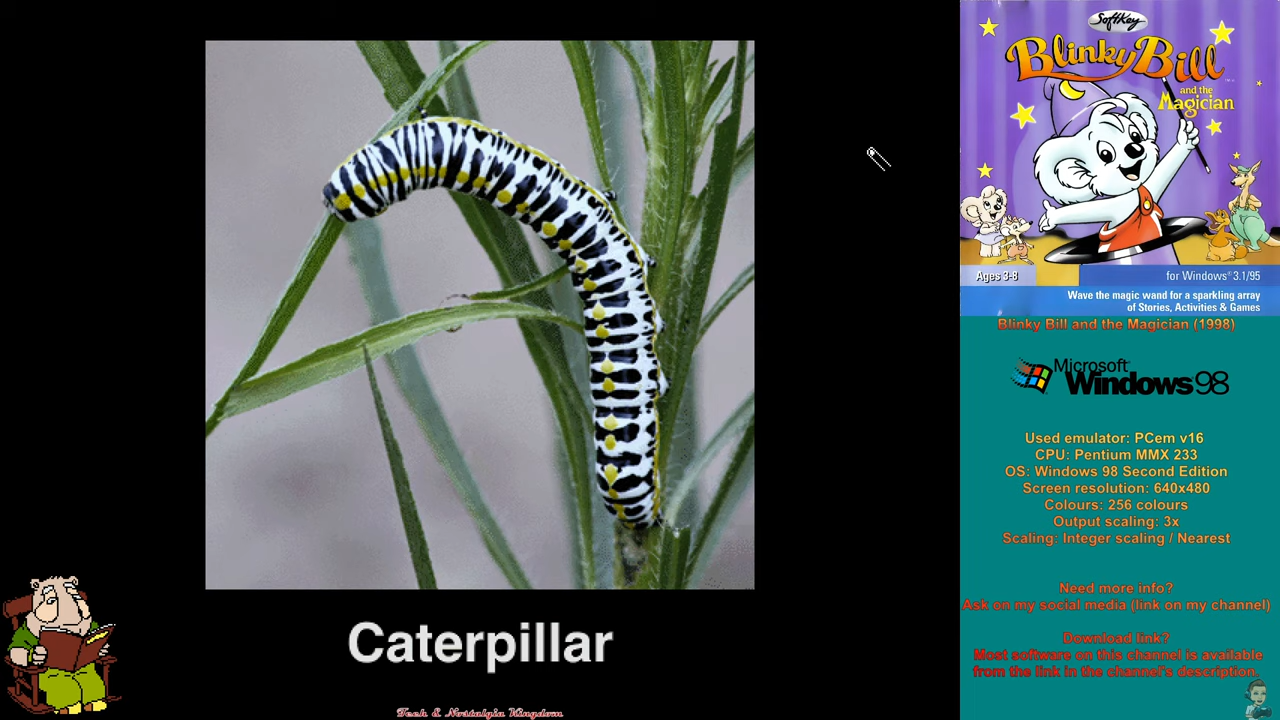 Caterpillar
Tech & Nostalgia Kingdom
SoftKey
Blinky Bill
and the
Magician
Ages 3-8
for Windows® 3.1/95
Wave the magic wand for a sparkling array
of Stories, Activities & Games
Blinky Bill and the Magician (1998)
Microsoft
Windows 98
Used emulator: PCem v16
CPU: Pentium MMX 233
OS: Windows 98 Second Edition
Screen resolution: 640x480
Colours: 256 colours
Output scaling: 3x
Scaling: Integer scaling / Nearest
Need more info?
Ask on my social media (link on my channel)
Download link?
Most software on this channel is available
from the link in the channel's description.